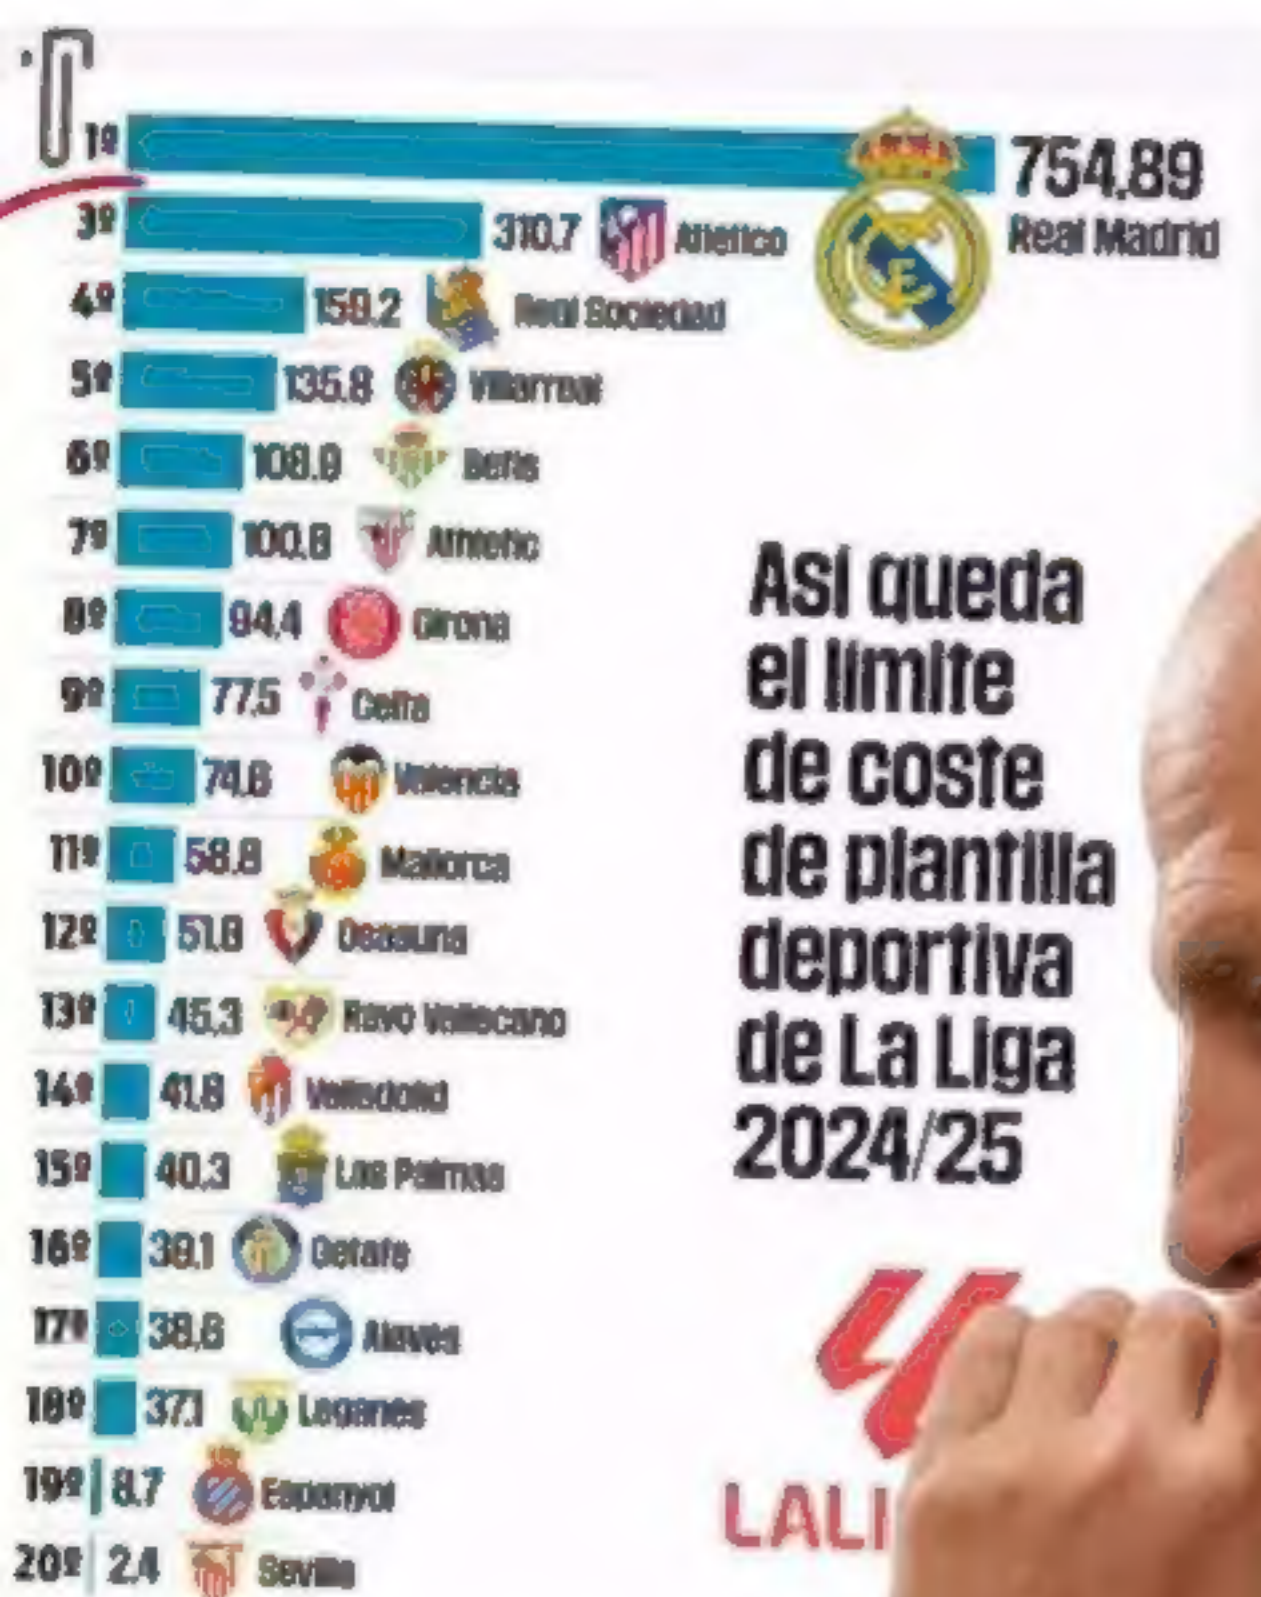 1º 754,89
Real Madrid
3º 310,7 Atlético
4º 159.2 Real Sociedad
5º 135.8 Villarreal
6º 108.9 Betis
7º 100.8 Athletic
8º 94,4 Girona
9º 77,5 Celta
10º 74,6 Valencia
11º 58.8 Mallorca
12º 51.8 Osasuna
13º 45,3 Rayo Vallecano
14º 41.8 Valladolid
15º 40,3 Las Palmas
16º 39.1 Getafe
17º 38,6 Alavés
18º 37,1 Leganés
19º 8.7 Espanyol
20º 2.4 Sevilla
Así queda
el límite
de coste
de plantilla
deportiva
de La Liga
2024/25
LALI